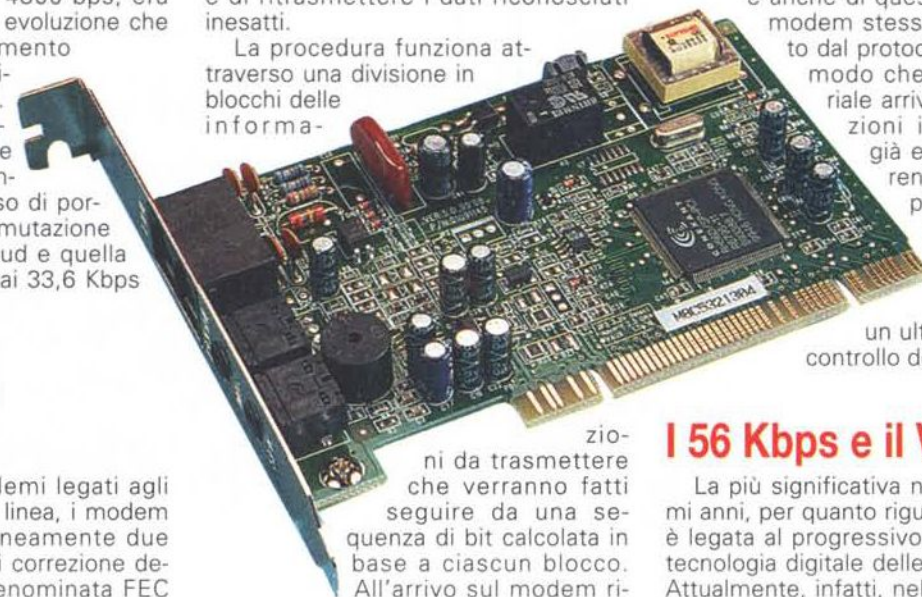 4800 bps, era
evoluzione che
mento
so di por-
mutazione
ud e quella
ai 33,6 Kbps
lemi legati agli
linea, i modem
neamente due
i correzione de-
enominata FEC
e di ritrasmettere i dati riconosciuti
inesatti.
La procedura funziona at-
traverso una divisione in
blocchi delle
informa-
zio-
ni da trasmettere
che verranno fatti
seguire da una se-
quenza di bit calcolata in
base a ciascun blocco.
All'arrivo sul modem ri-
e anche di ques
modem stess
to dal protoc
modo che
riale arriv
zioni i
già e
ren
p
un ult
controllo d
I 56 Kbps e il V
La più significativa n
mi anni, per quanto rigu
è legata al progressivo
tecnologia digitale delle
Attualmente, infatti, nel
M8C53213B4